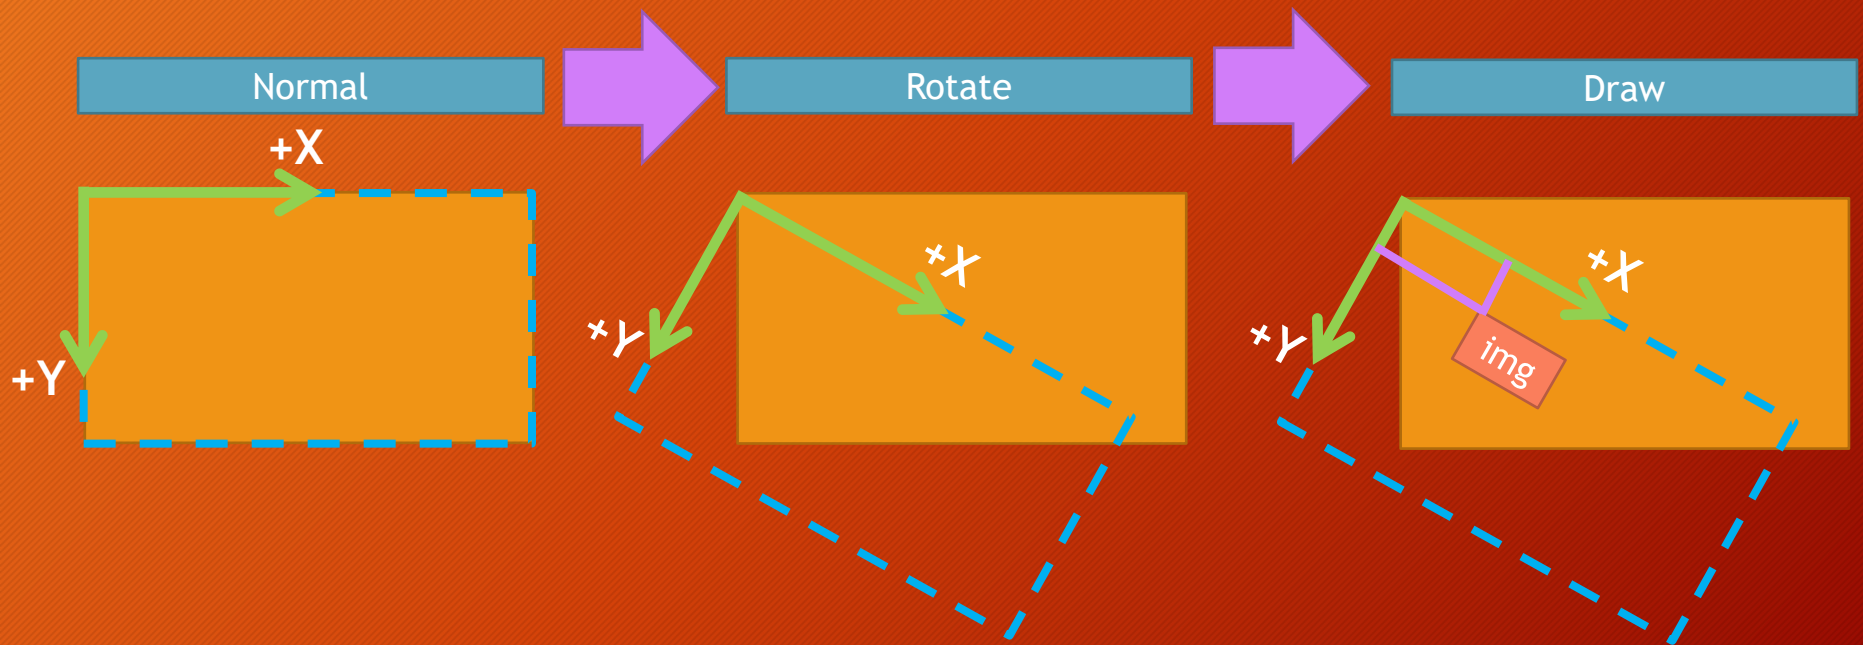 Normal
Rotate
Draw
+X
+Y
+X
+Y
+X
+Y
img